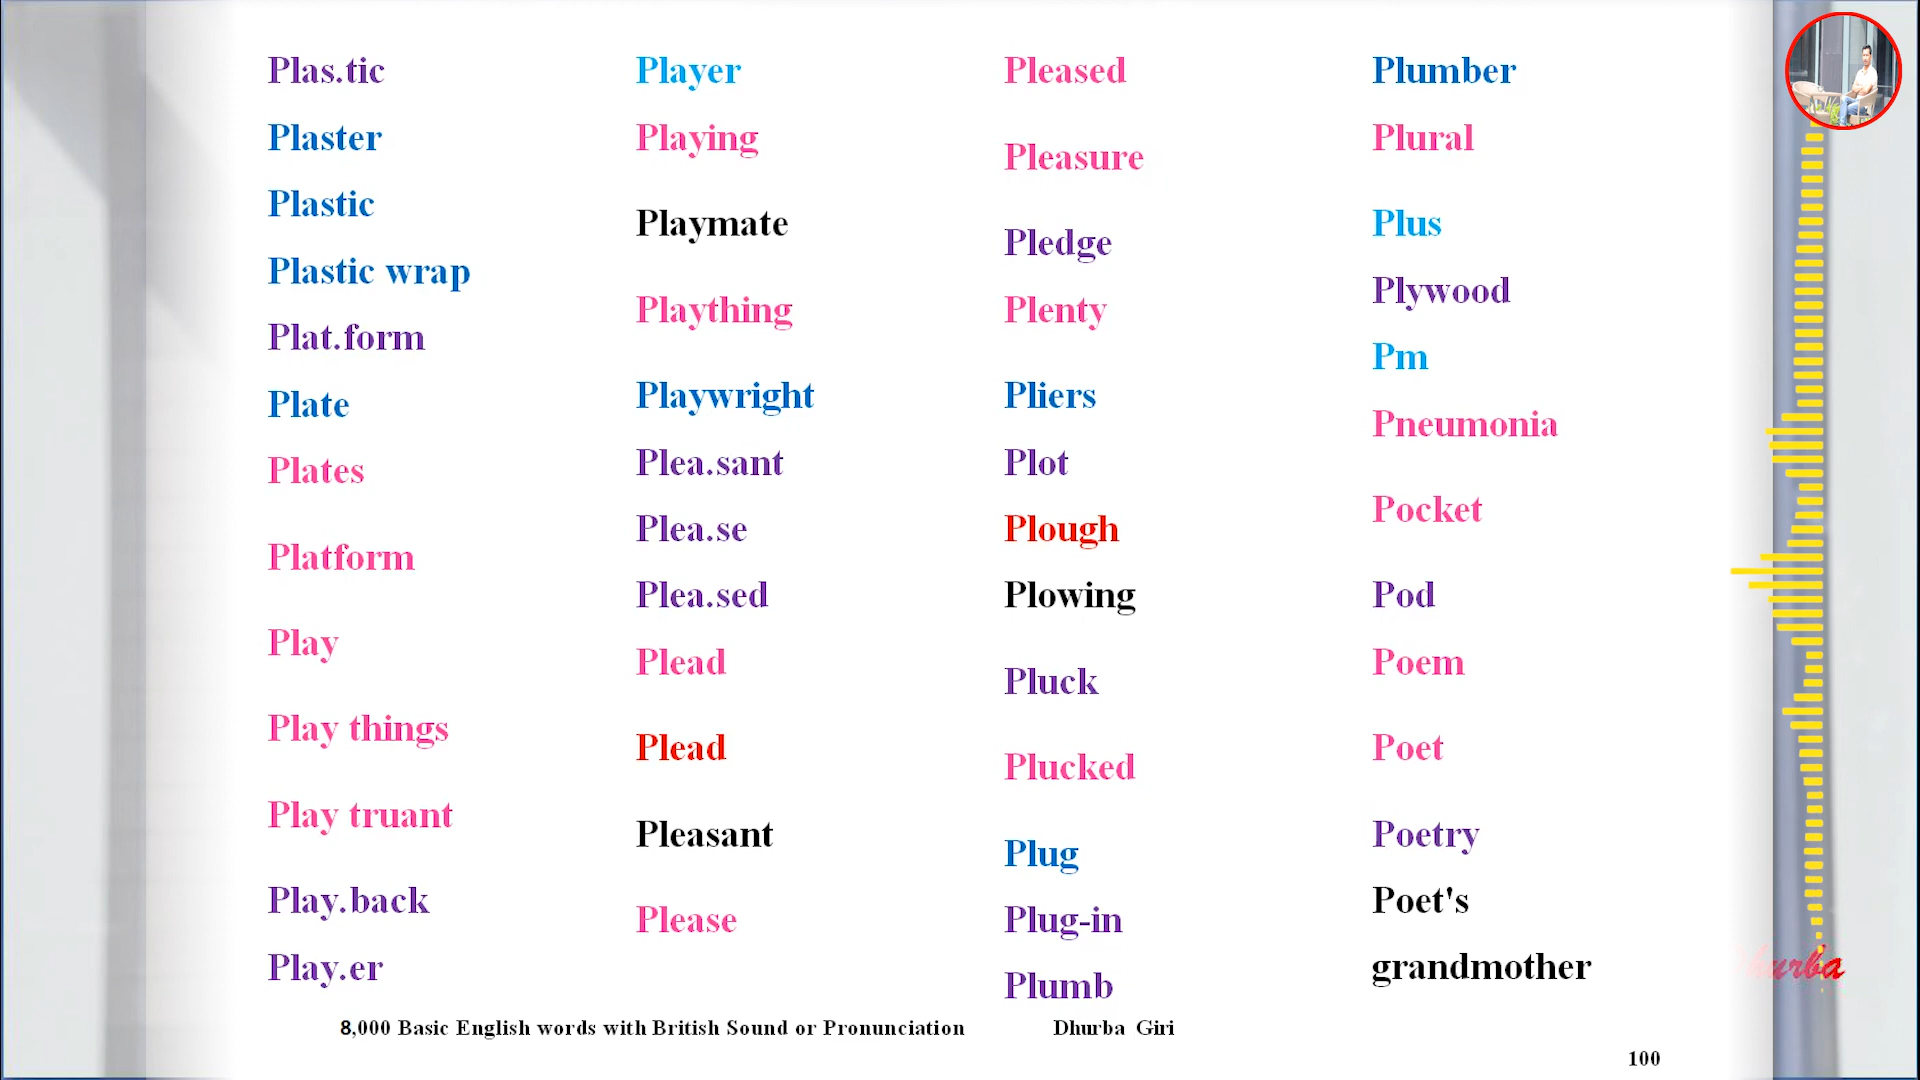 Plas.tic
Plaster
Plastic
Plastic wrap
Plat.form
Plate
Plates
Platform
Play
Play things
Play truant
Play.back
Play.er
Player
Playing
Playmate
Plaything
Playwright
Plea.sant
Plea.se
Plea.sed
Plead
Plead
Pleasant
Please
Pleased
Pleasure
Pledge
Plenty
Pliers
Plot
Plough
Plowing
Pluck
Plucked
Plug
Plug-in
Plumb
Plumber
Plural
Plus
Plywood
Pm
Pneumonia
Pocket
Pod
Poem
Poet
Poetry
Poet's
grandmother
8,000 Basic English words with British Sound or Pronunciation Dhurba Giri
100